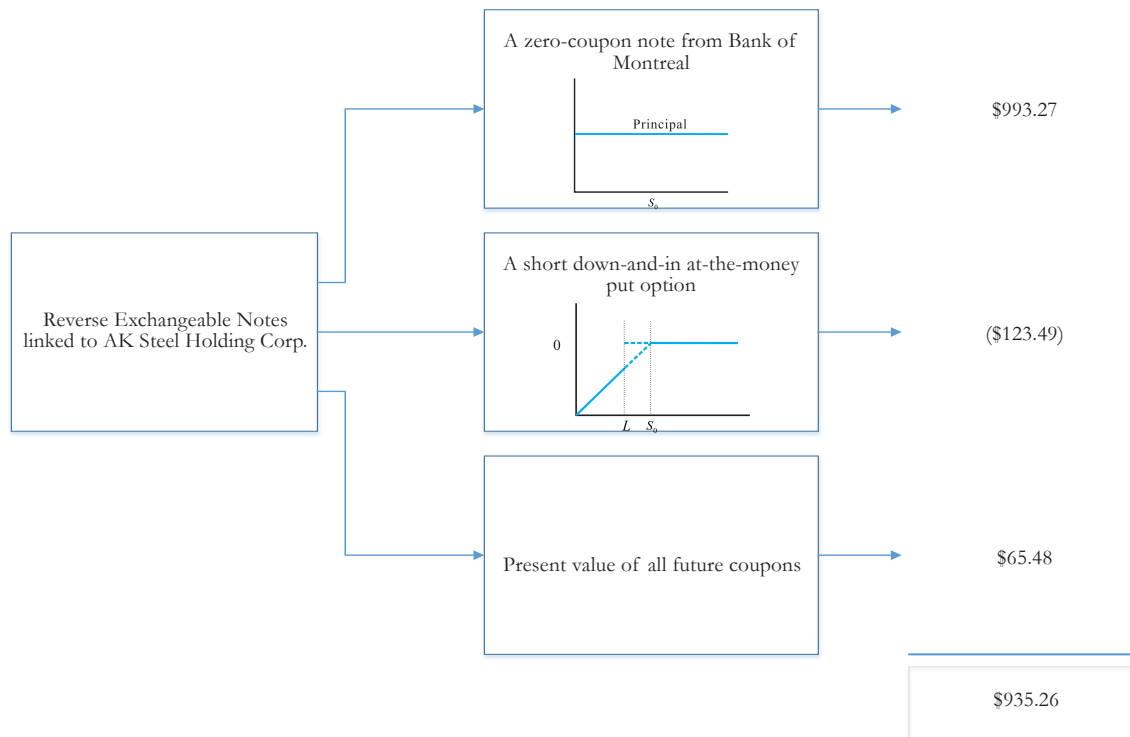 A zero-coupon note from Bank of
Montreal
Principal
S₀
$993.27
Reverse Exchangeable Notes
linked to AK Steel Holding Corp.
A short down-and-in at-the-money
put option
0
L S₀
($123.49)
Present value of all future coupons
$65.48
$935.26